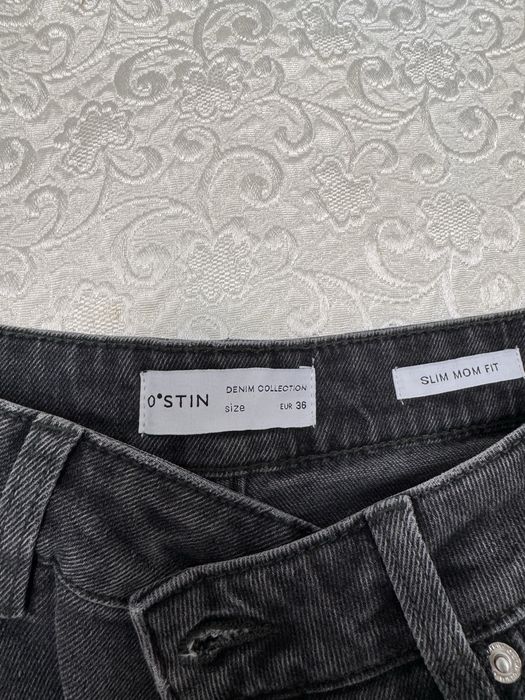 O°STIN
DENIM COLLECTION
size EUR 36
SLIM MOM FIT